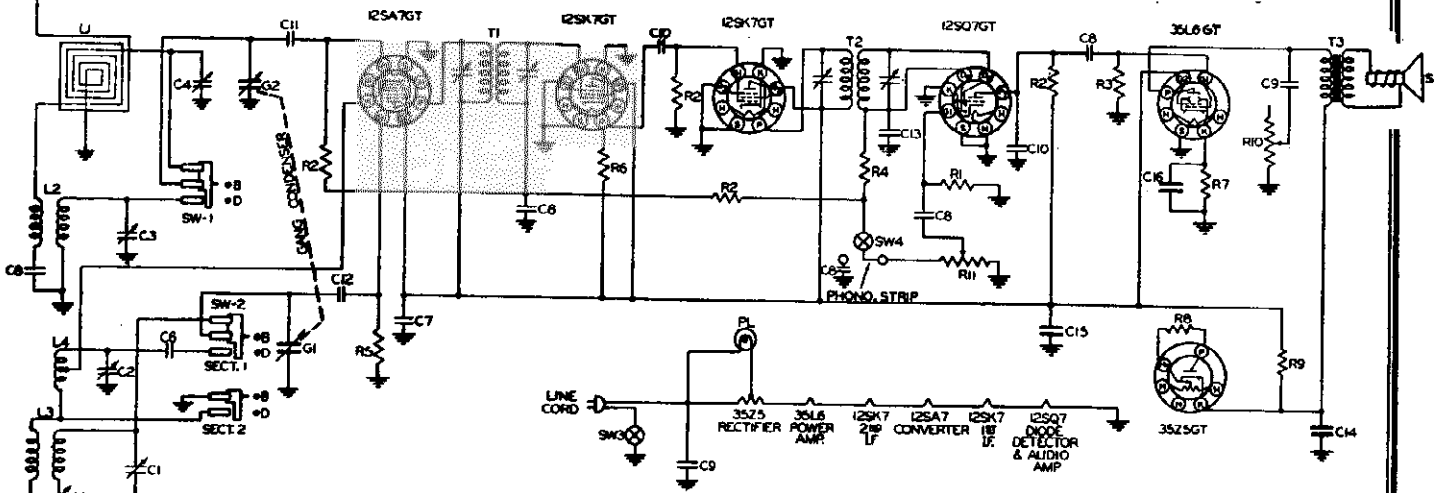 12SA7GT
12SK7GT
12SK7GT
12SQ7GT
35L6GT
C11
T1
C10
T2
C8
T3
C4
G2
R2
R2
C13
C10
R2
R3
C9
S
R10
R6
R4
R1
C16
R7
L2
SW-1
B
D
C3
CONDENSER GANG
C8
R2
C8
SW4
R11
C8
PHONO. STRIP
C8
C12
SW-2
C7
C15
R8
L4
C6
B
D
SECT. 1
G1
R5
PL
R9
C2
L3
B
D
SECT. 2
LINE CORD
SW3
35Z5 RECTIFIER
35L6 POWER AMP.
12SK7 2ND I.F.
12SA7 CONVERTER
12SK7 1ST I.F.
12SQ7 DIODE DETECTOR & AUDIO AMP
35Z5GT
C14
C1
C9